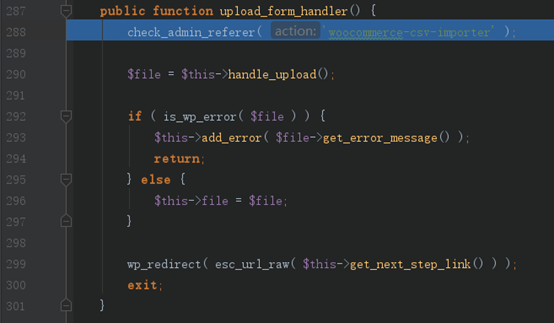 287 public function upload_form_handler() {
288 check_admin_referer( action: 'woocommerce-csv-importer' );
289
290 $file = $this->handle_upload();
291
292 if ( is_wp_error( $file ) ) {
293 $this->add_error( $file->get_error_message() );
294 return;
295 } else {
296 $this->file = $file;
297 }
298
299 wp_redirect( esc_url_raw( $this->get_next_step_link() ) );
300 exit;
301 }